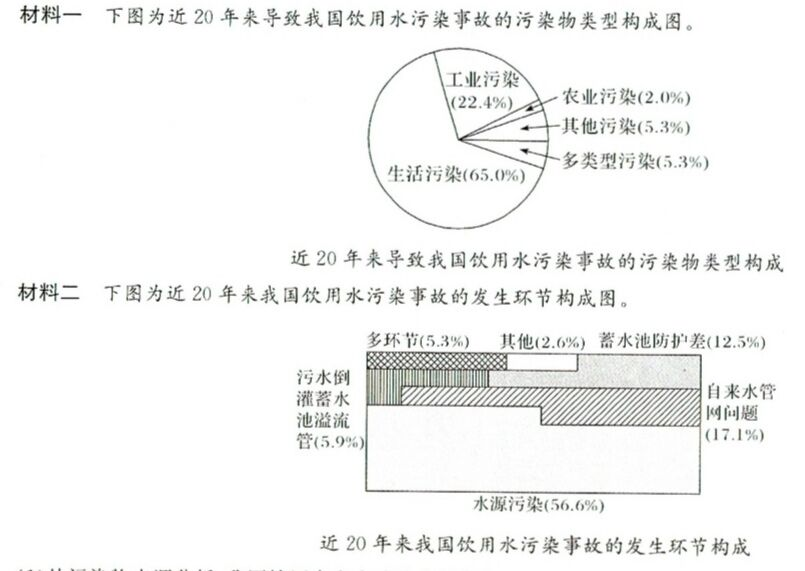 材料一 下图为近20年来导致我国饮用水污染事故的污染物类型构成图。
工业污染
(22.4%)
农业污染(2.0%)
其他污染(5.3%)
多类型污染(5.3%)
生活污染(65.0%)
近20年来导致我国饮用水污染事故的污染物类型构成
材料二 下图为近20年来我国饮用水污染事故的发生环节构成图。
多环节(5.3%) 其他(2.6%) 蓄水池防护差(12.5%)
污水倒
灌蓄水
池溢流
管(5.9%)
自来水管
网问题
(17.1%)
水源污染(56.6%)
近20年来我国饮用水污染事故的发生环节构成